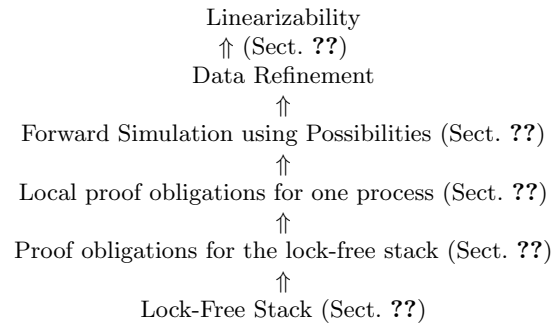 Linearizability
⇑ (Sect. ??)
Data Refinement
⇑
Forward Simulation using Possibilities (Sect. ??)
⇑
Local proof obligations for one process (Sect. ??)
⇑
Proof obligations for the lock-free stack (Sect. ??)
⇑
Lock-Free Stack (Sect. ??)